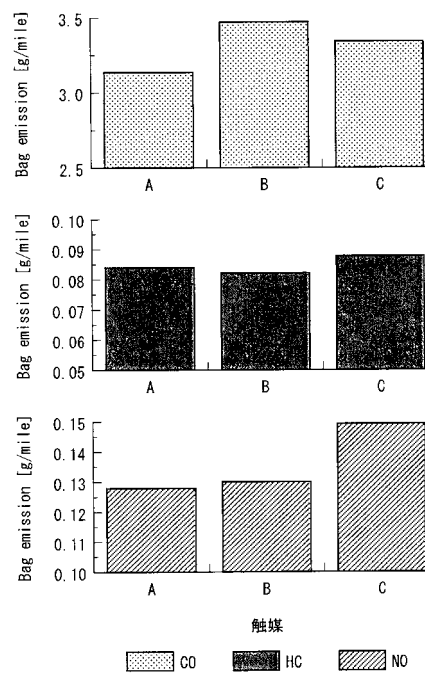 Bag emission [g/mile]
3.5
3.0
2.5
A B C
Bag emission [g/mile]
0.10
0.09
0.08
0.07
0.06
0.05
A B C
Bag emission [g/mile]
0.15
0.14
0.13
0.12
0.11
0.10
A B C
触媒
CO HC NO